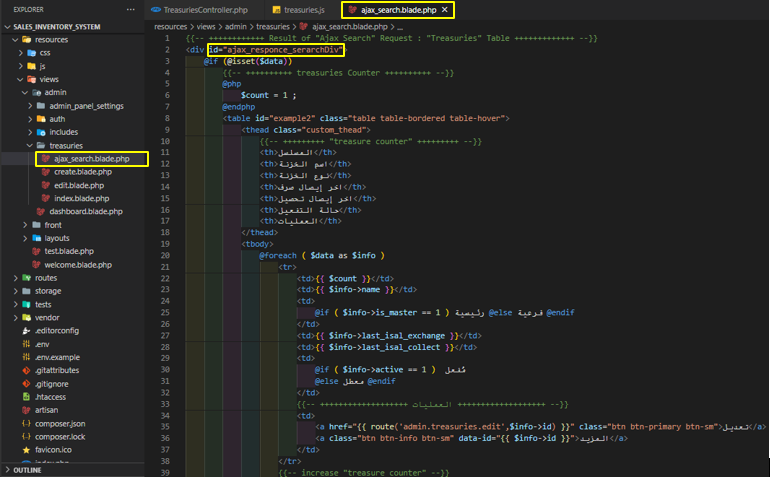 EXPLORER
SALES_INVENTORY_SYSTEM
resources
css
js
views
admin
admin_panel_settings
auth
includes
treasuries
ajax_search.blade.php
create.blade.php
edit.blade.php
index.blade.php
dashboard.blade.php
front
layouts
test.blade.php
welcome.blade.php
routes
storage
tests
vendor
.editorconfig
.env
.env.example
.gitattributes
.gitignore
.htaccess
artisan
composer.json
composer.lock
favicon.ico
index.php
OUTLINE
TreasuriesController.php
treasuries.js
ajax_search.blade.php
resources > views > admin > treasuries > ajax_search.blade.php > ...
1 {{-- ++++++++++++ Result of "Ajax Search" Request : "Treasuries" Table +++++++++++++ --}}
2 <div id="ajax_responce_serarchDiv">
3 @if (@isset($data))
4 {{-- ++++++++++ treasuries Counter ++++++++++ --}}
5 @php
6 $count = 1 ;
7 @endphp
8 <table id="example2" class="table table-bordered table-hover">
9 <thead class="custom_thead">
10 {{-- +++++++++ "treasure counter" +++++++++ --}}
11 <th>المسلسل</th>
12 <th>اسم الخزنة</th>
13 <th>نوع الخزنة</th>
14 <th>اخر إيصال صرف</th>
15 <th>اخر إيصال تحصيل</th>
16 <th>حالة التفعيل</th>
17 <th>العمليات</th>
18 </thead>
19 <tbody>
20 @foreach ( $data as $info )
21 <tr>
22 <td>{{ $count }}</td>
23 <td>{{ $info->name }}</td>
24 <td>
25 @if ( $info->is_master == 1 ) رئيسية @else فرعية @endif
26 </td>
27 <td>{{ $info->last_isal_exchange }}</td>
28 <td>{{ $info->last_isal_collect }}</td>
29 <td>
30 @if ( $info->active == 1 ) مُفعل
31 @else معطل @endif
32 </td>
33 {{-- +++++++++++++++++++ العمليات +++++++++++++++++++ --}}
34 <td>
35 <a href="{{ route('admin.treasuries.edit',$info->id) }}" class="btn btn-primary btn-sm">تعديل</a>
36 <a class="btn btn-info btn-sm" data-id="{{ $info->id }}">المزيد</a>
37 </td>
38 </tr>
39 {{-- increase "treasure counter" --}}